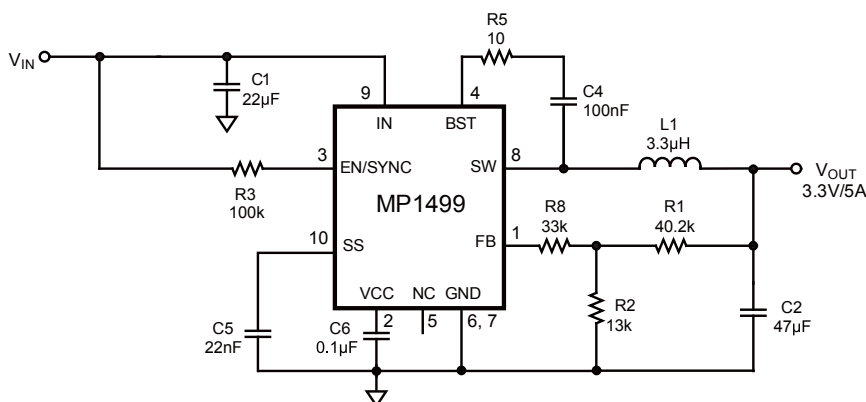 R5
10
V_IN
C1
22µF
9
4
C4
100nF
IN
BST
L1
3.3µH
3
EN/SYNC
SW
8
V_OUT
3.3V/5A
R3
100k
MP1499
R8
33k
R1
40.2k
10
SS
FB
1
VCC
NC
GND
R2
13k
C2
47µF
C5
22nF
C6
0.1µF
2
5
6, 7